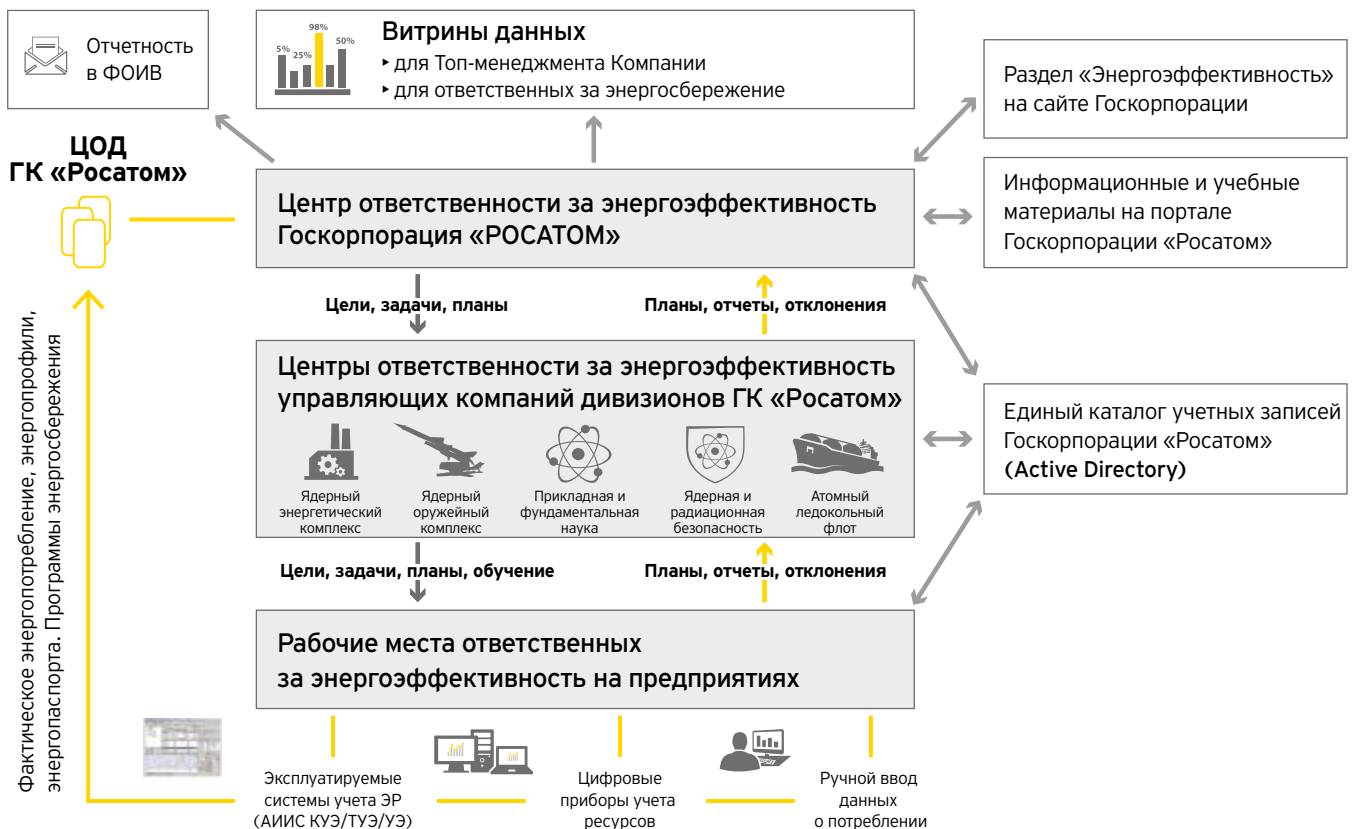 Отчетность
в ФОИВ
5%
25%
98%
50%
Витрины данных
‣ для Топ-менеджмента Компании
‣ для ответственных за энергосбережение
Раздел «Энергоэффективность»
на сайте Госкорпорации
ЦОД
ГК «Росатом»
Центр ответственности за энергоэффективность
Госкорпорация «РОСАТОМ»
Информационные и учебные
материалы на портале
Госкорпорации «Росатом»
Цели, задачи, планы
Планы, отчеты, отклонения
Фактическое энергопотребление, энергопрофили,
энергопаспорта. Программы энергосбережения
Центры ответственности за энергоэффективность
управляющих компаний дивизионов ГК «Росатом»
Ядерный
энергетический
комплекс
Ядерный
оружейный
комплекс
Прикладная и
фундаментальная
наука
Ядерная и
радиационная
безопасность
Атомный
ледокольный
флот
Единый каталог учетных записей
Госкорпорации «Росатом»
(Active Directory)
Цели, задачи, планы, обучение
Планы, отчеты, отклонения
Рабочие места ответственных
за энергоэффективность на предприятиях
Эксплуатируемые
системы учета ЭР
(АИИС КУЭ/ТУЭ/УЭ)
Цифровые
приборы учета
ресурсов
Ручной ввод
данных
о потреблении